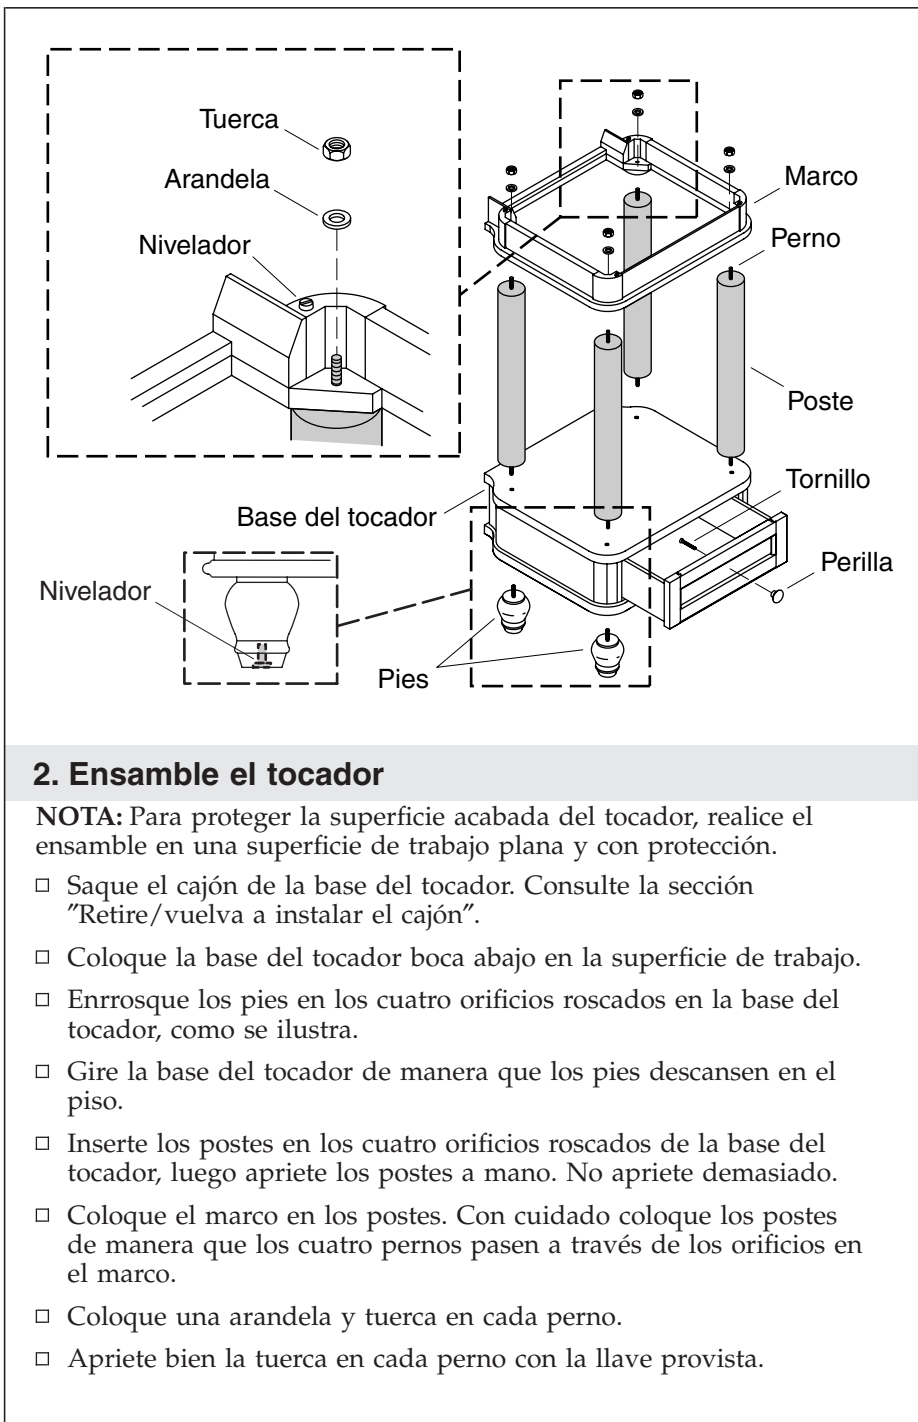 Tuerca
Arandela
Nivelador
Marco
Perno
Poste
Tornillo
Base del tocador
Perilla
Nivelador
Pies
2. Ensamble el tocador
NOTA: Para proteger la superficie acabada del tocador, realice el
ensamble en una superficie de trabajo plana y con protección.
□ Saque el cajón de la base del tocador. Consulte la sección
″Retire/vuelva a instalar el cajón″.
□ Coloque la base del tocador boca abajo en la superficie de trabajo.
□ Enrrosque los pies en los cuatro orificios roscados en la base del
tocador, como se ilustra.
□ Gire la base del tocador de manera que los pies descansen en el
piso.
□ Inserte los postes en los cuatro orificios roscados de la base del
tocador, luego apriete los postes a mano. No apriete demasiado.
□ Coloque el marco en los postes. Con cuidado coloque los postes
de manera que los cuatro pernos pasen a través de los orificios en
el marco.
□ Coloque una arandela y tuerca en cada perno.
□ Apriete bien la tuerca en cada perno con la llave provista.